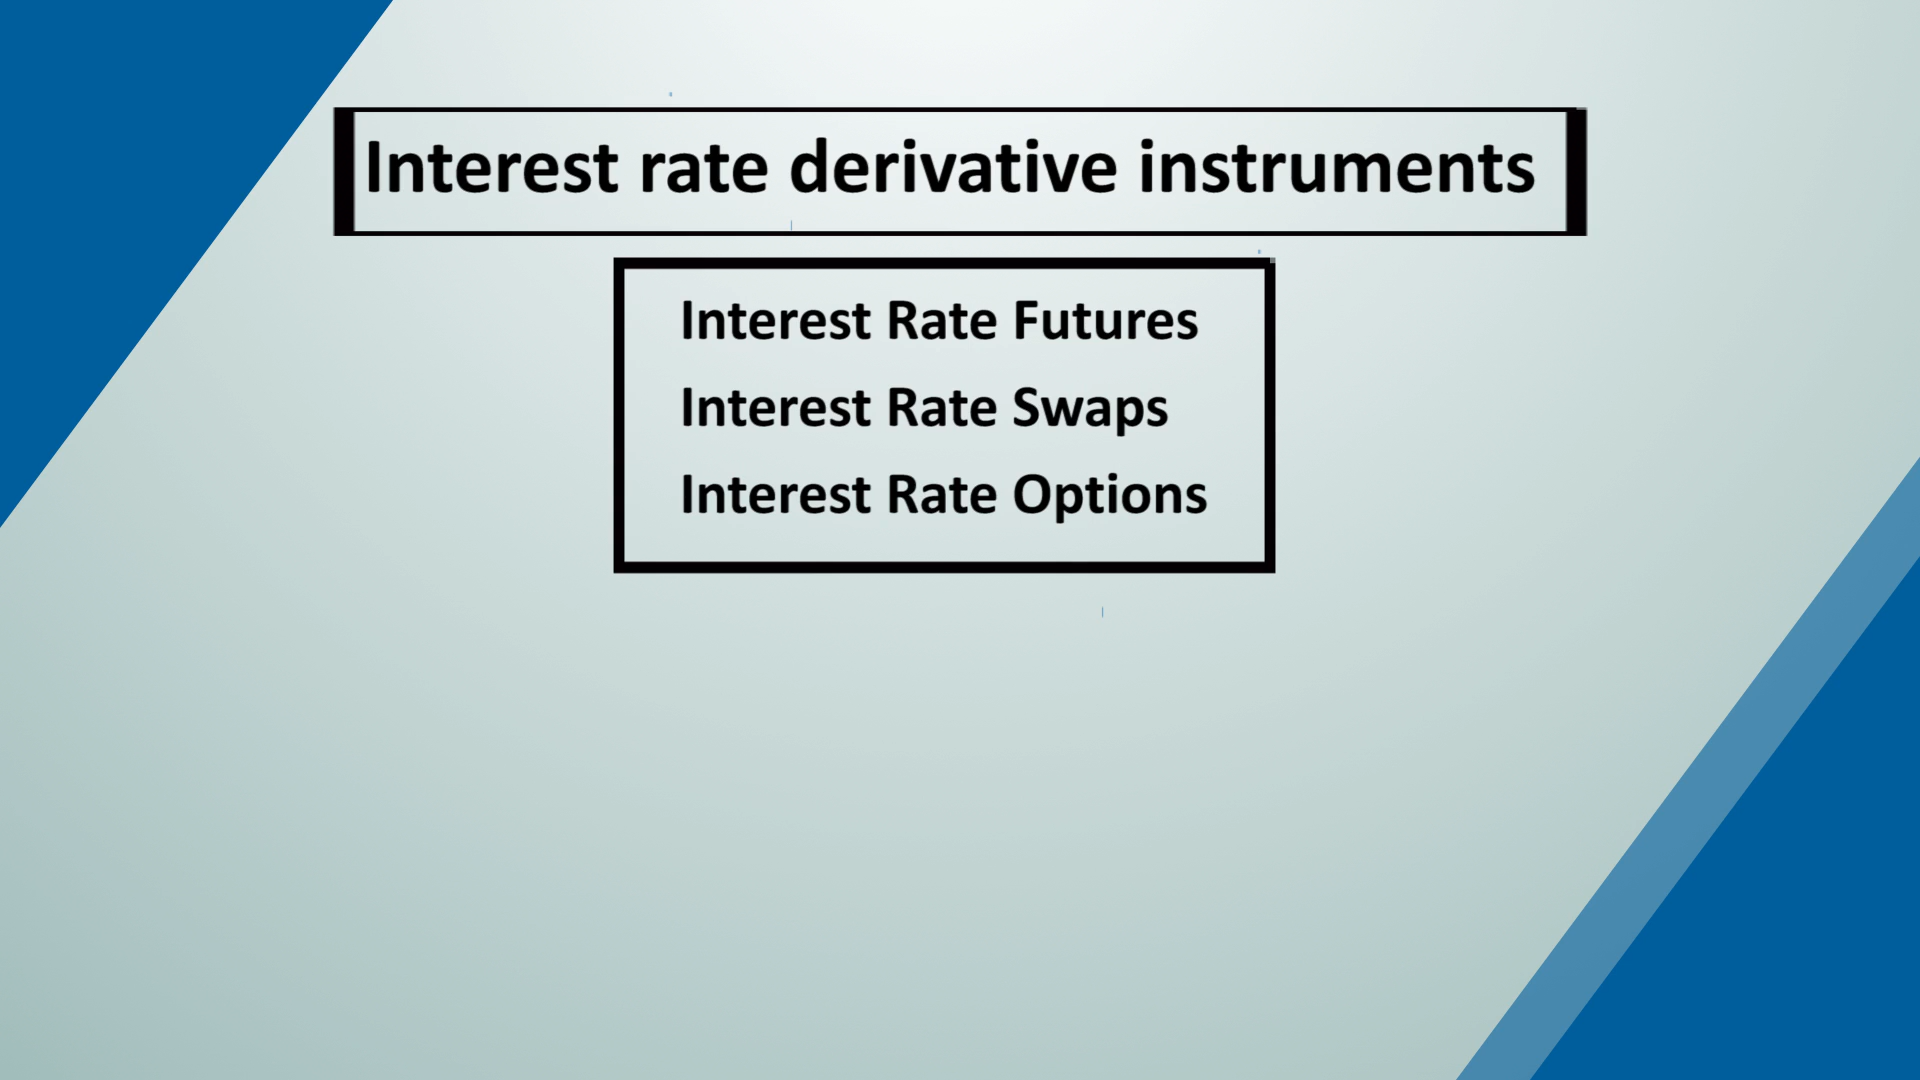 Interest rate derivative instruments
Interest Rate Futures
Interest Rate Swaps
Interest Rate Options